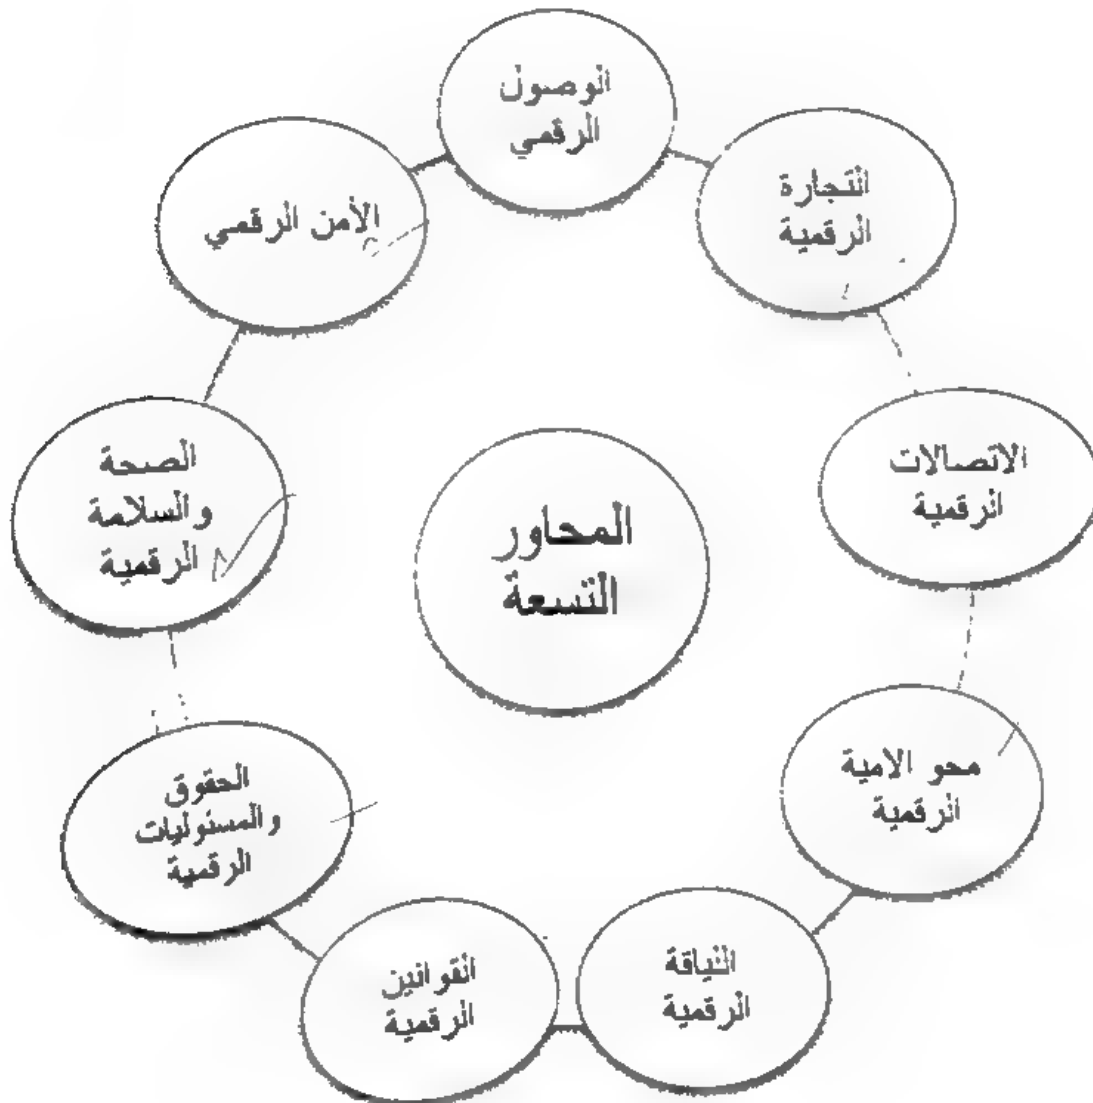 الوصول
الرقمي
التجارة
الرقمية
الاتصالات
الرقمية
محو الامية
الرقمية
اللياقة
الرقمية
القوانين
الرقمية
الحقوق
والمسئوليات
الرقمية
الصحة
والسلامة
الرقمية
الأمن الرقمي
المحاور
التسعة